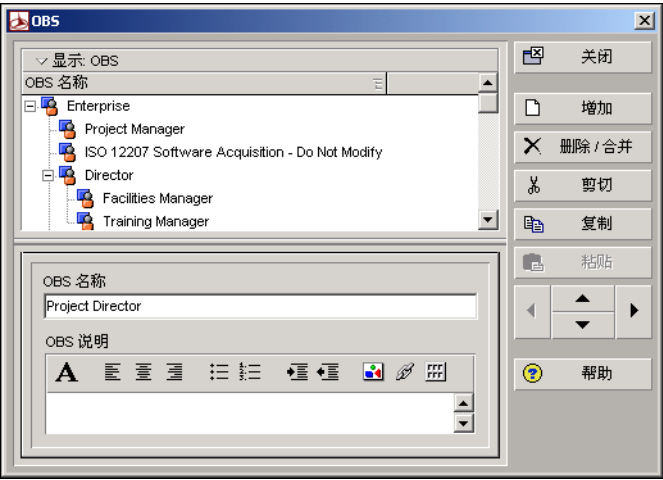 OBS
显示: OBS
OBS 名称
Enterprise
Project Manager
ISO 12207 Software Acquisition - Do Not Modify
Director
Facilities Manager
Training Manager
OBS 名称
Project Director
OBS 说明
A
关闭
增加
删除 / 合并
剪切
复制
粘贴
帮助